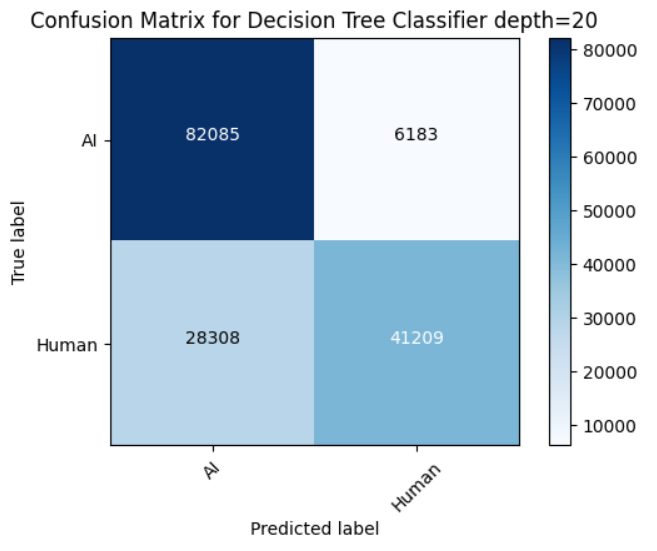 Confusion Matrix for Decision Tree Classifier depth=20
80000
82085 6183
AI
70000
60000
50000
True label
40000
28308 41209
Human
30000
20000
10000
AI
Human
Predicted label